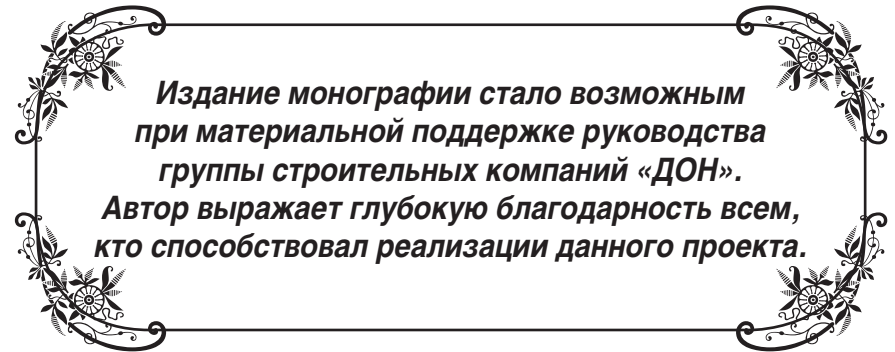 Издание монографии стало возможным
при материальной поддержке руководства
группы строительных компаний «ДОН».
Автор выражает глубокую благодарность всем,
кто способствовал реализации данного проекта.